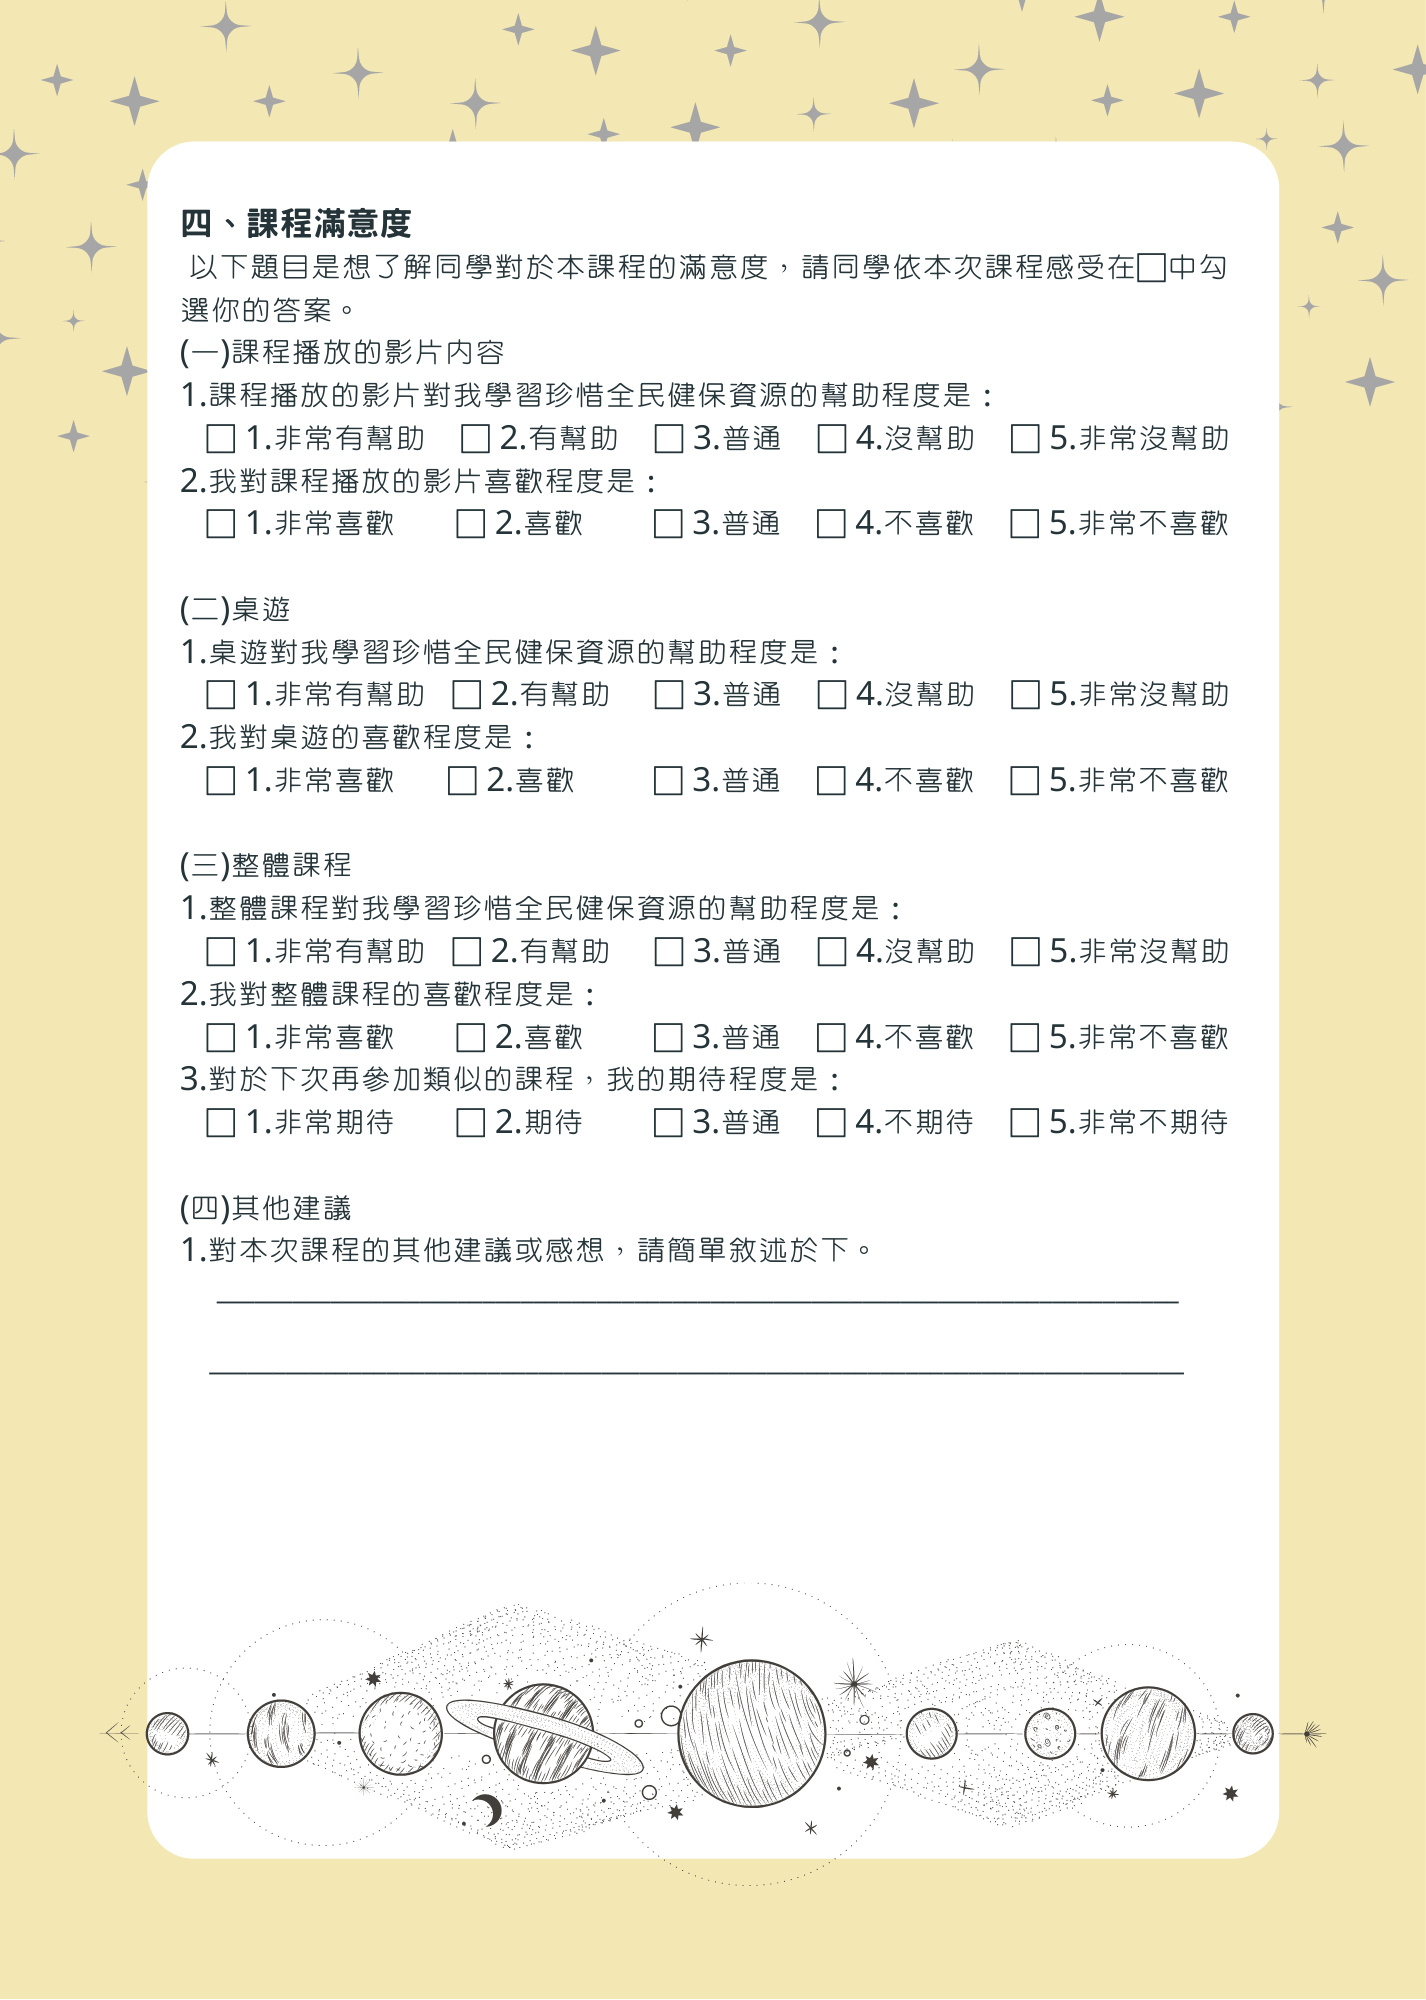 四、課程滿意度
以下題目是想了解同學對於本課程的滿意度，請同學依本次課程感受在□中勾
選你的答案。
(一)課程播放的影片內容
1.課程播放的影片對我學習珍惜全民健保資源的幫助程度是：
□ 1.非常有幫助 □ 2.有幫助 □ 3.普通 □ 4.沒幫助 □ 5.非常沒幫助
2.我對課程播放的影片喜歡程度是：
□ 1.非常喜歡 □ 2.喜歡 □ 3.普通 □ 4.不喜歡 □ 5.非常不喜歡
(二)桌遊
1.桌遊對我學習珍惜全民健保資源的幫助程度是：
□ 1.非常有幫助 □ 2.有幫助 □ 3.普通 □ 4.沒幫助 □ 5.非常沒幫助
2.我對桌遊的喜歡程度是：
□ 1.非常喜歡 □ 2.喜歡 □ 3.普通 □ 4.不喜歡 □ 5.非常不喜歡
(三)整體課程
1.整體課程對我學習珍惜全民健保資源的幫助程度是：
□ 1.非常有幫助 □ 2.有幫助 □ 3.普通 □ 4.沒幫助 □ 5.非常沒幫助
2.我對整體課程的喜歡程度是：
□ 1.非常喜歡 □ 2.喜歡 □ 3.普通 □ 4.不喜歡 □ 5.非常不喜歡
3.對於下次再參加類似的課程，我的期待程度是：
□ 1.非常期待 □ 2.期待 □ 3.普通 □ 4.不期待 □ 5.非常不期待
(四)其他建議
1.對本次課程的其他建議或感想，請簡單敘述於下。